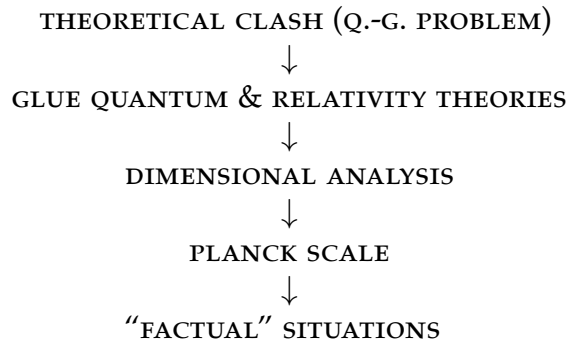 THEORETICAL CLASH (Q.-G. PROBLEM)
↓
GLUE QUANTUM & RELATIVITY THEORIES
↓
DIMENSIONAL ANALYSIS
↓
PLANCK SCALE
↓
“FACTUAL” SITUATIONS